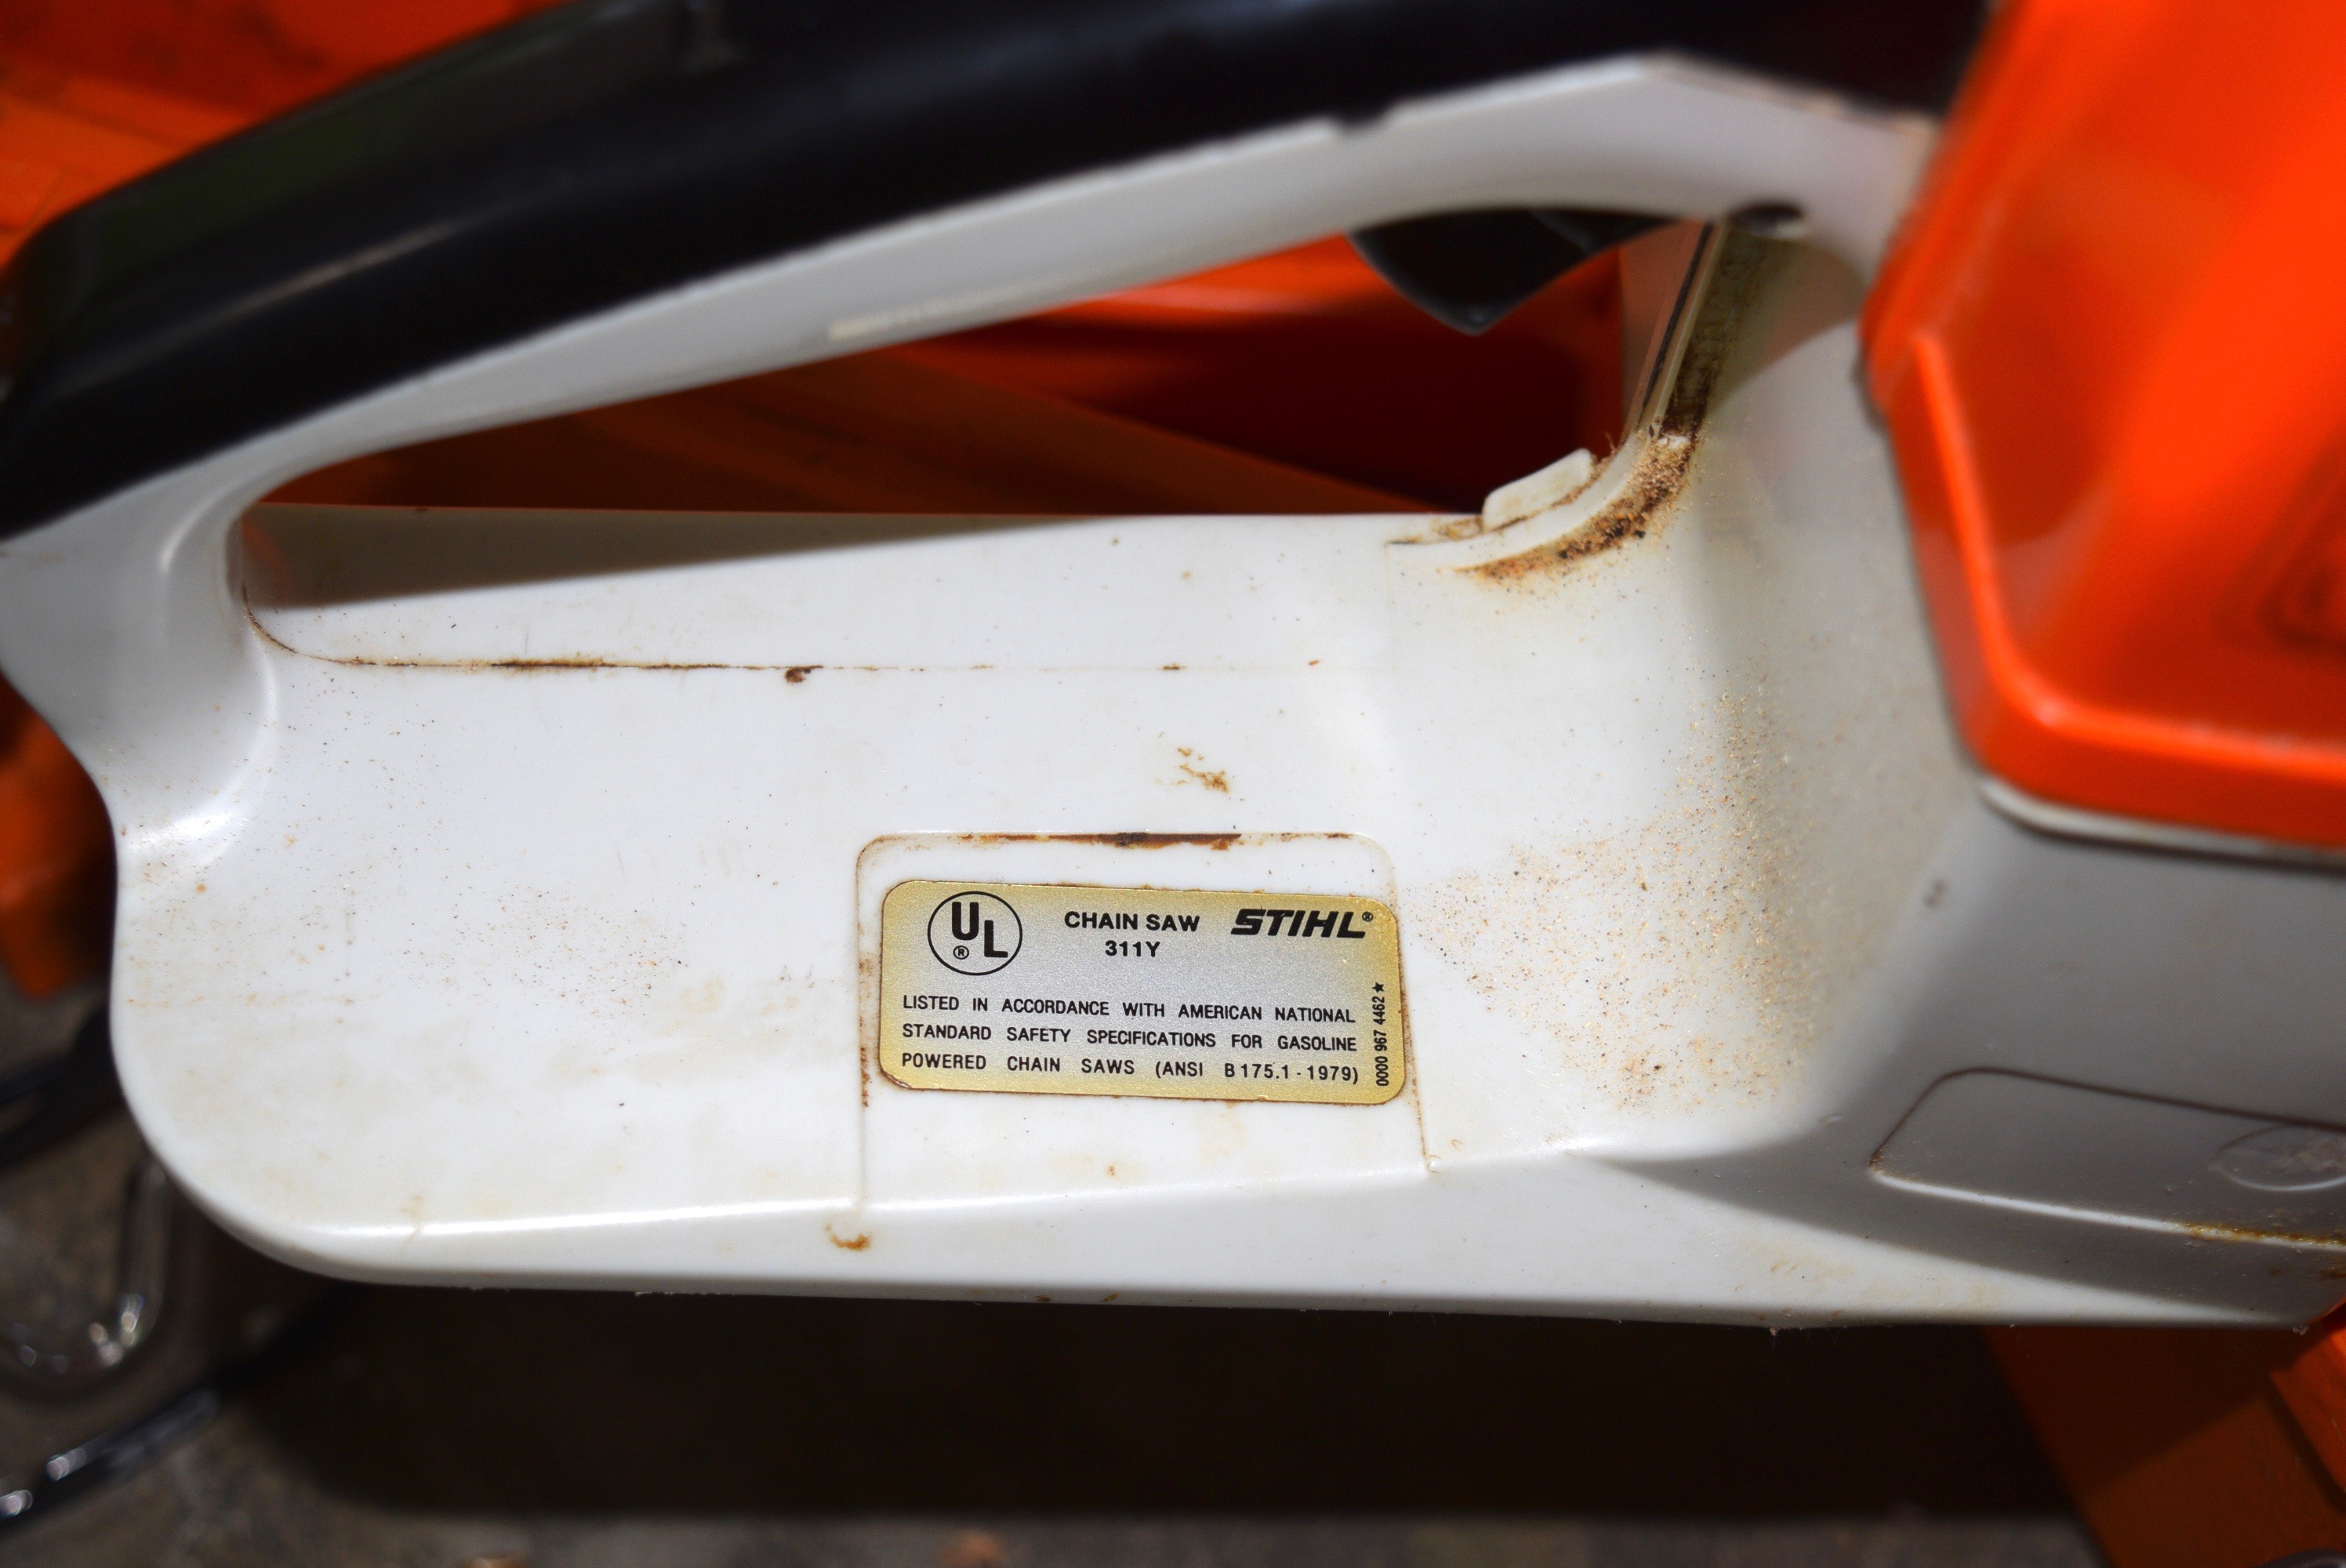 UL®
CHAIN SAW STIHL®
311Y
LISTED IN ACCORDANCE WITH AMERICAN NATIONAL
STANDARD SAFETY SPECIFICATIONS FOR GASOLINE
POWERED CHAIN SAWS (ANSI B175.1-1979)
0000 967 4462★